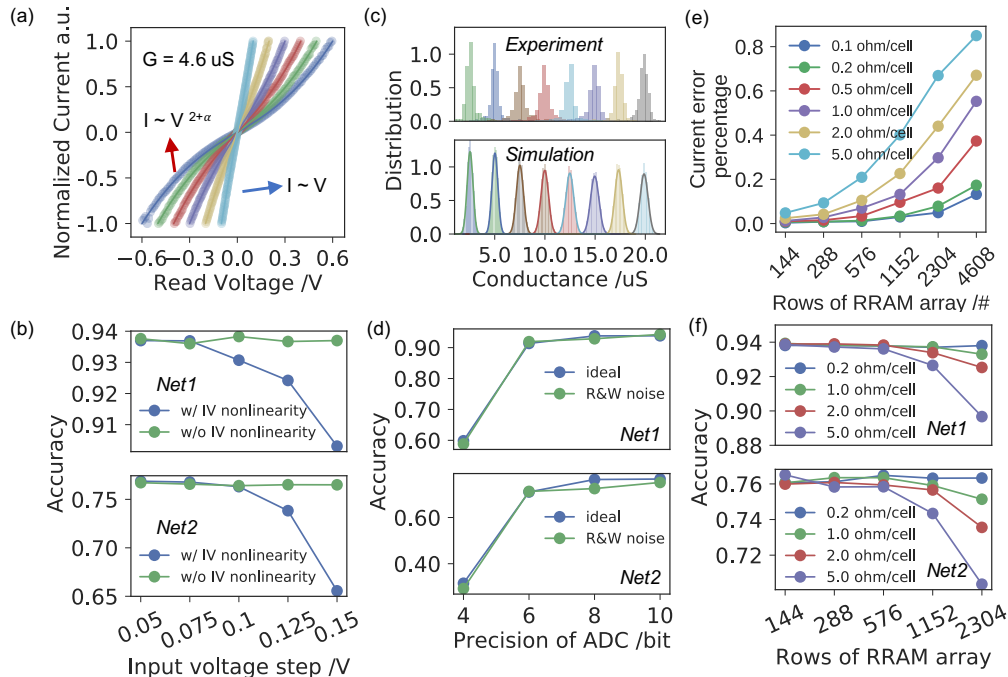 (a)
Normalized Current a.u.
1.0
0.5
0.0
-0.5
-1.0
G = 4.6 uS
I ~ V 2+α
I ~ V
−0.6 −0.3 0.0 0.3 0.6
Read Voltage /V
(c)
Distribution
Experiment
1.0
0.0
Simulation
1.0
0.0
5.0 10.0 15.0 20.0
Conductance /uS
(e)
Current error
percentage
0.8
0.6
0.4
0.2
0.0
0.1 ohm/cell
0.2 ohm/cell
0.5 ohm/cell
1.0 ohm/cell
2.0 ohm/cell
5.0 ohm/cell
144 288 576 1152 2304 4608
Rows of RRAM array /#
(b)
Accuracy
0.94
0.93
0.92
0.91
Net1
w/ IV nonlinearity
w/o IV nonlinearity
0.75
0.70
0.65
Net2
w/ IV nonlinearity
w/o IV nonlinearity
0.05 0.075 0.1 0.125 0.15
Input voltage step /V
(d)
Accuracy
0.90
0.80
0.70
0.60
ideal
R&W noise
Net1
0.60
0.40
ideal
R&W noise
Net2
4 6 8 10
Precision of ADC /bit
(f)
Accuracy
0.94
0.92
0.90
0.88
0.2 ohm/cell
1.0 ohm/cell
2.0 ohm/cell
5.0 ohm/cell
Net1
0.76
0.74
0.72
0.2 ohm/cell
1.0 ohm/cell
2.0 ohm/cell
5.0 ohm/cell
Net2
144 288 576 1152 2304
Rows of RRAM array